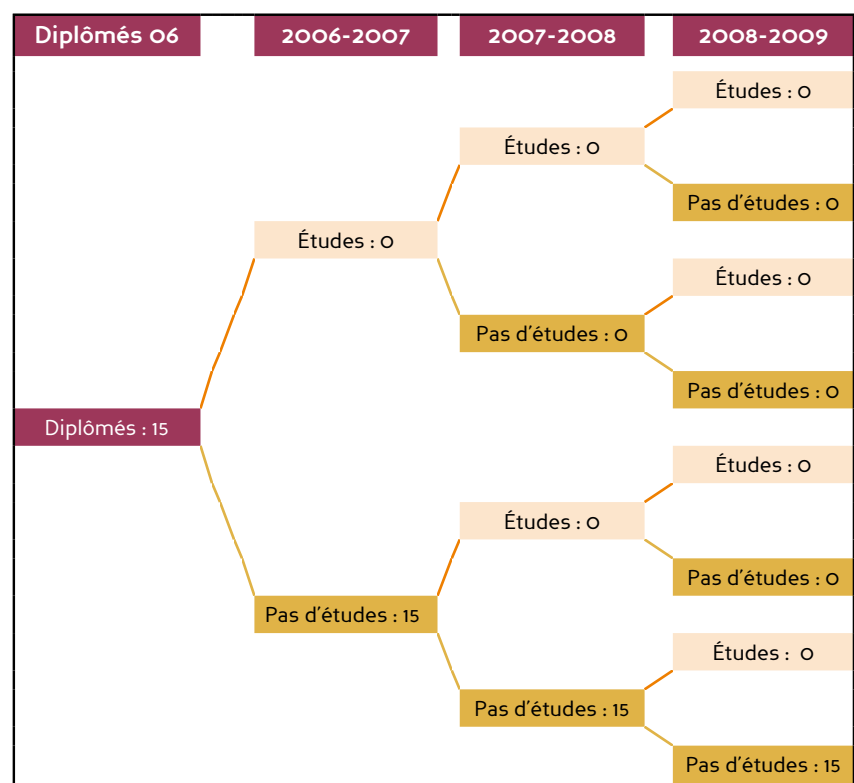 Diplômés 06 2006-2007 2007-2008 2008-2009
Études : 0
Études : 0
Pas d'études : 0
Études : 0
Études : 0
Pas d'études : 0
Pas d'études : 0
Diplômés : 15
Études : 0
Études : 0
Pas d'études : 0
Pas d'études : 15
Études : 0
Pas d'études : 15
Pas d'études : 15